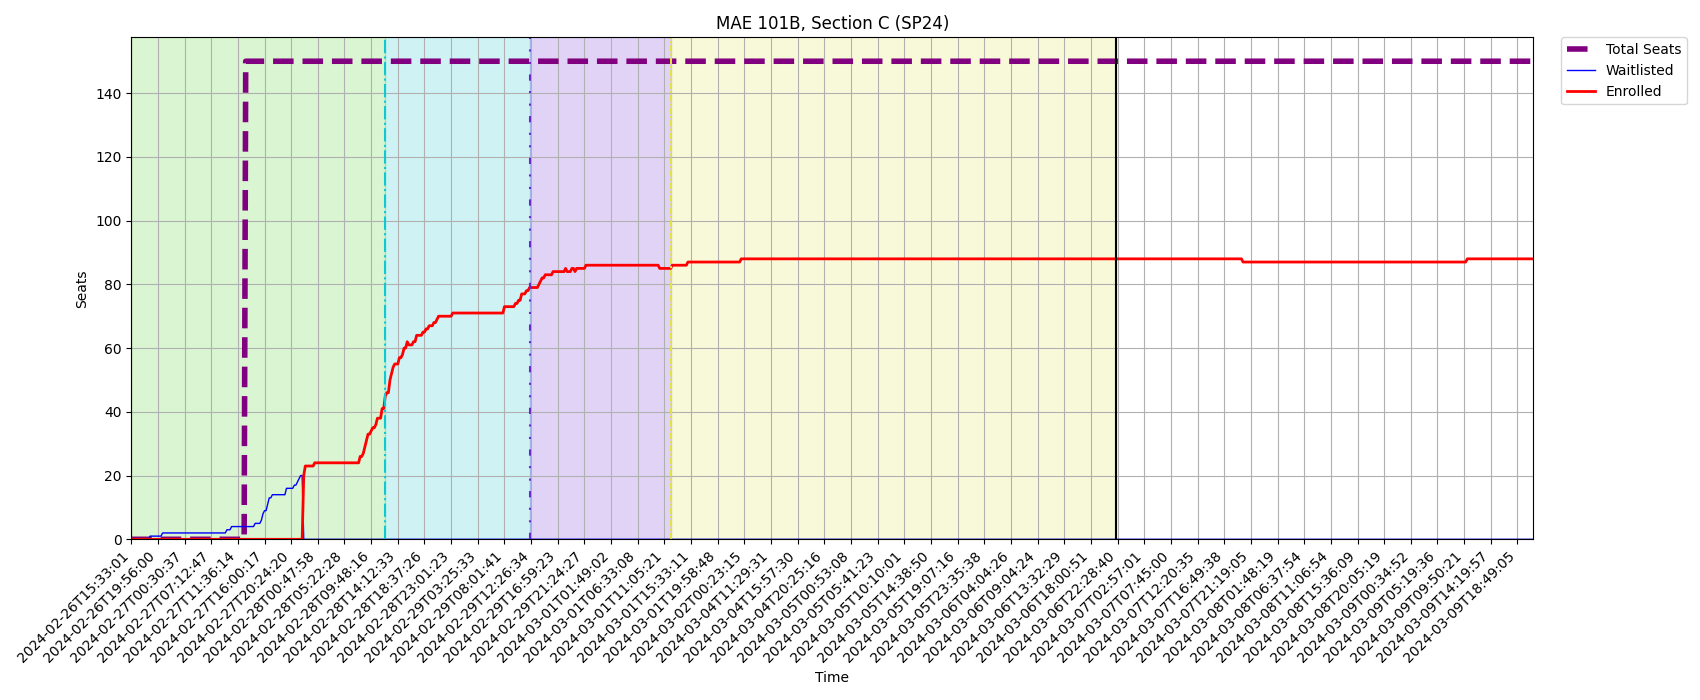 MAE 101B, Section C (SP24)
Total Seats
Waitlisted
Enrolled
Seats
140
120
100
80
60
40
20
0
2024-02-26T15:33:01
2024-02-26T19:56:00
2024-02-27T00:30:37
2024-02-27T07:12:47
2024-02-27T11:36:14
2024-02-27T16:00:17
2024-02-27T20:24:20
2024-02-28T00:47:58
2024-02-28T05:22:28
2024-02-28T09:48:16
2024-02-28T14:12:33
2024-02-28T18:37:26
2024-02-28T23:01:23
2024-02-29T03:25:33
2024-02-29T08:01:41
2024-02-29T12:26:34
2024-02-29T16:59:23
2024-02-29T21:24:27
2024-03-01T01:49:02
2024-03-01T06:33:08
2024-03-01T11:05:21
2024-03-01T15:33:11
2024-03-01T19:58:48
2024-03-02T00:23:15
2024-03-04T11:29:31
2024-03-04T15:57:30
2024-03-04T20:25:16
2024-03-05T00:53:08
2024-03-05T05:41:23
2024-03-05T10:10:01
2024-03-05T14:38:50
2024-03-05T19:07:16
2024-03-05T23:35:38
2024-03-06T04:04:26
2024-03-06T09:04:24
2024-03-06T13:32:29
2024-03-06T18:00:51
2024-03-06T22:28:40
2024-03-07T02:57:01
2024-03-07T07:45:00
2024-03-07T12:20:35
2024-03-07T16:49:38
2024-03-07T21:19:05
2024-03-08T01:48:19
2024-03-08T06:37:54
2024-03-08T11:06:54
2024-03-08T15:36:09
2024-03-08T20:05:19
2024-03-09T00:34:52
2024-03-09T05:19:36
2024-03-09T09:50:21
2024-03-09T14:19:57
2024-03-09T18:49:05
Time